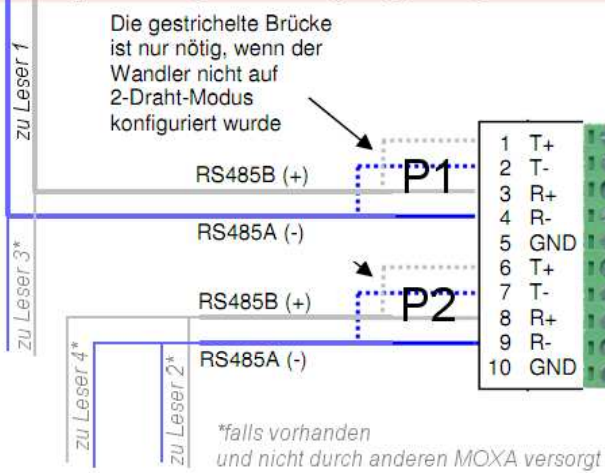 Die gestrichelte Brücke
ist nur nötig, wenn der
Wandler nicht auf
2-Draht-Modus
konfiguriert wurde
zu Leser 1
RS485B (+)
P1
RS485A (-)
zu Leser 3*
RS485B (+)
P2
RS485A (-)
zu Leser 4*
zu Leser 2*
1 T+
2 T-
3 R+
4 R-
5 GND
6 T+
7 T-
8 R+
9 R-
10 GND
*falls vorhanden
und nicht durch anderen MOXA versorgt